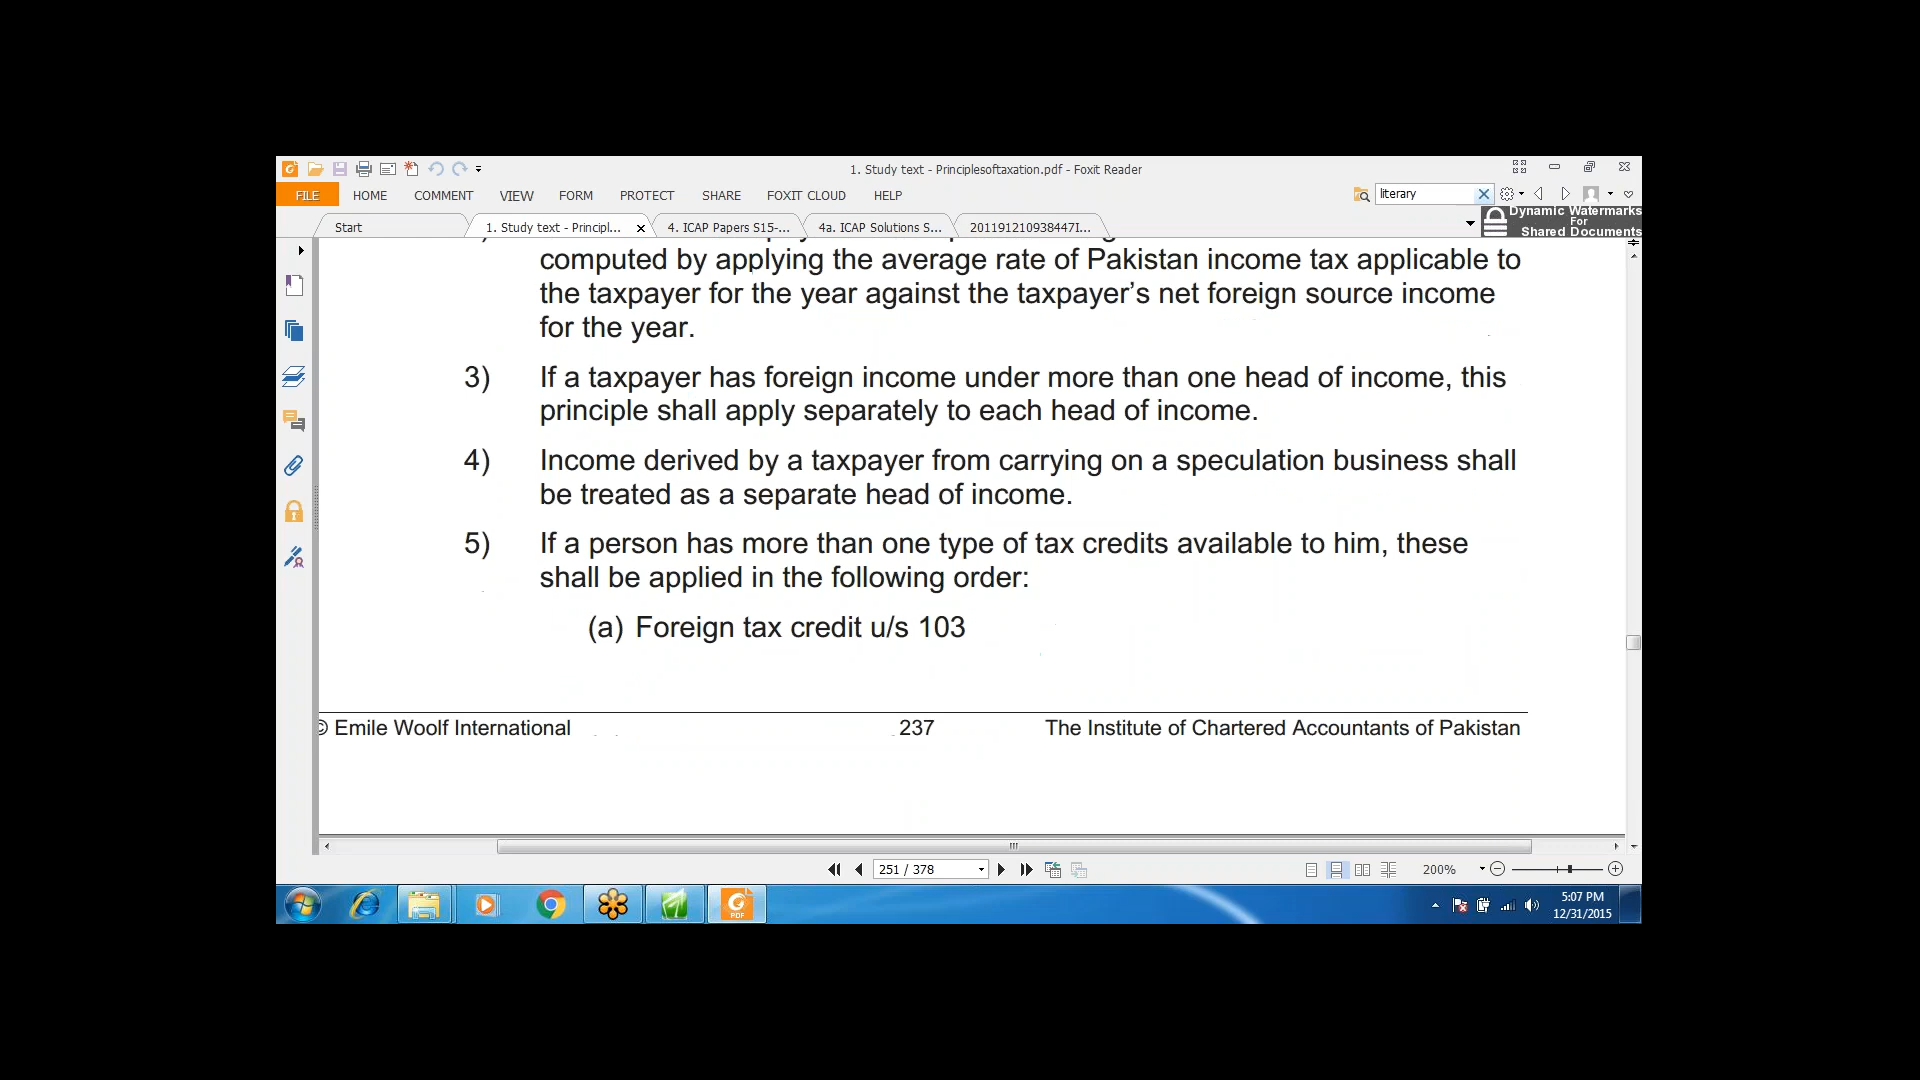 1. Study text - Principlesoftaxation.pdf - Foxit Reader
FILE HOME COMMENT VIEW FORM PROTECT SHARE FOXIT CLOUD HELP
literary
Start 1. Study text - Principl... 4. ICAP Papers S15-... 4a. ICAP Solutions S... 201191210938447I...
Dynamic Watermarks
For
Shared Documents
computed by applying the average rate of Pakistan income tax applicable to
the taxpayer for the year against the taxpayer’s net foreign source income
for the year.
3) If a taxpayer has foreign income under more than one head of income, this
principle shall apply separately to each head of income.
4) Income derived by a taxpayer from carrying on a speculation business shall
be treated as a separate head of income.
5) If a person has more than one type of tax credits available to him, these
shall be applied in the following order:
(a) Foreign tax credit u/s 103
© Emile Woolf International 237 The Institute of Chartered Accountants of Pakistan
251 / 378
200%
PDF
5:07 PM
12/31/2015